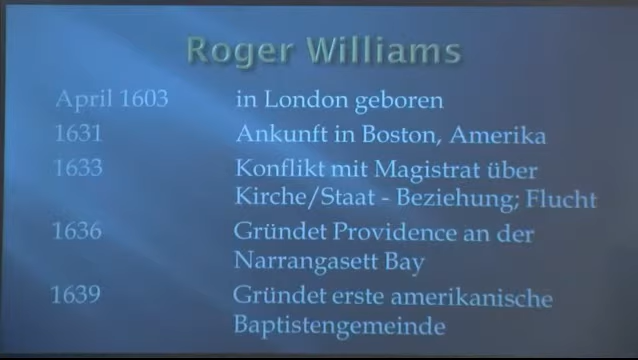 Roger Williams
April 1603 in London geboren
1631 Ankunft in Boston, Amerika
1633 Konflikt mit Magistrat über
Kirche/Staat - Beziehung; Flucht
1636 Gründet Providence an der
Narrangasett Bay
1639 Gründet erste amerikanische
Baptistengemeinde